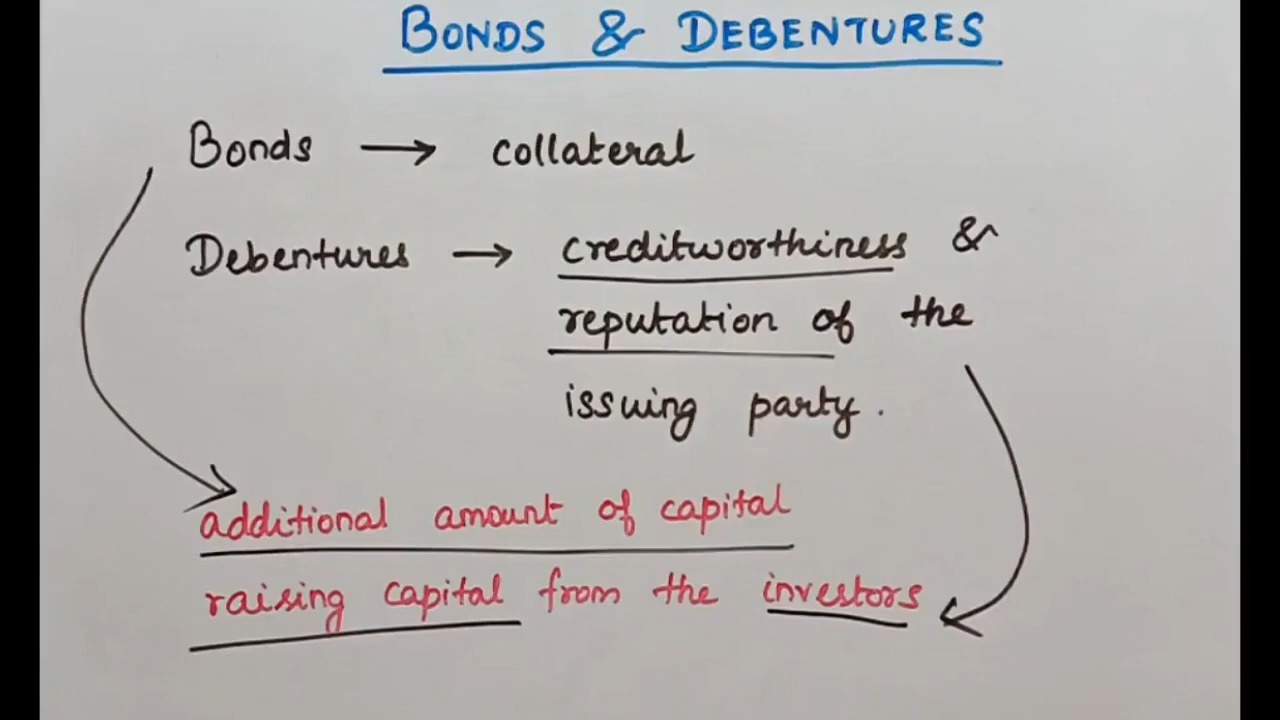 BONDS & DEBENTURES
Bonds → collateral
Debentures → creditworthiness &
reputation of the
issuing party.
additional amount of capital
raising capital from the investors